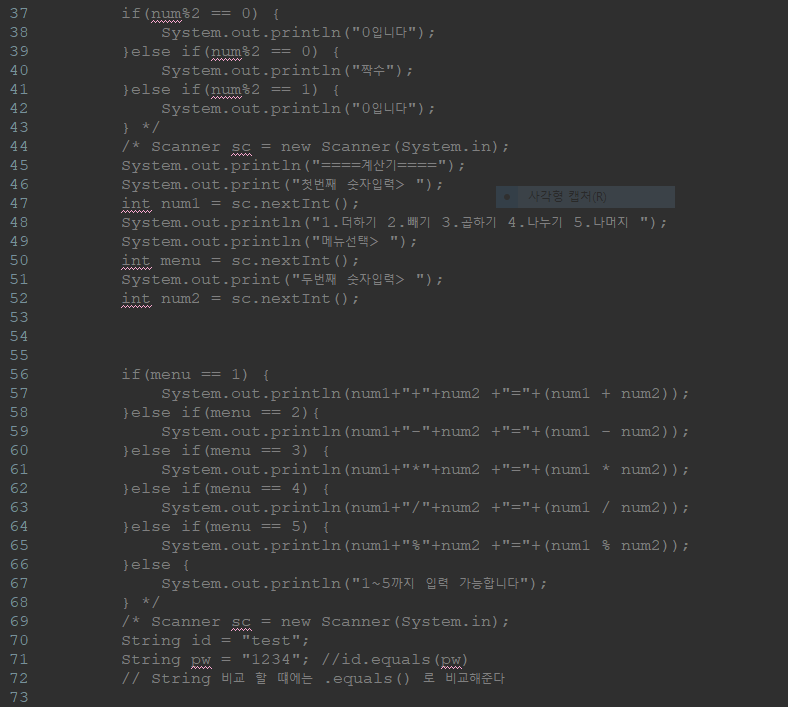 37 if(num%2 == 0) {
38 System.out.println("0입니다");
39 }else if(num%2 == 0) {
40 System.out.println("짝수");
41 }else if(num%2 == 1) {
42 System.out.println("0입니다");
43 } */
44 /* Scanner sc = new Scanner(System.in);
45 System.out.println("====계산기====");
46 System.out.print("첫번째 숫자입력> ");
사각형 캡처(R)
47 int num1 = sc.nextInt();
48 System.out.println("1.더하기 2.빼기 3.곱하기 4.나누기 5.나머지 ");
49 System.out.println("메뉴선택> ");
50 int menu = sc.nextInt();
51 System.out.print("두번째 숫자입력> ");
52 int num2 = sc.nextInt();
53
54
55
56 if(menu == 1) {
57 System.out.println(num1+"+"+num2 +"="+(num1 + num2));
58 }else if(menu == 2){
59 System.out.println(num1+"-"+num2 +"="+(num1 - num2));
60 }else if(menu == 3) {
61 System.out.println(num1+"*"+num2 +"="+(num1 * num2));
62 }else if(menu == 4) {
63 System.out.println(num1+"/"+num2 +"="+(num1 / num2));
64 }else if(menu == 5) {
65 System.out.println(num1+"%"+num2 +"="+(num1 % num2));
66 }else {
67 System.out.println("1~5까지 입력 가능합니다");
68 } */
69 /* Scanner sc = new Scanner(System.in);
70 String id = "test";
71 String pw = "1234"; //id.equals(pw)
72 // String 비교 할 때에는 .equals() 로 비교해준다
73